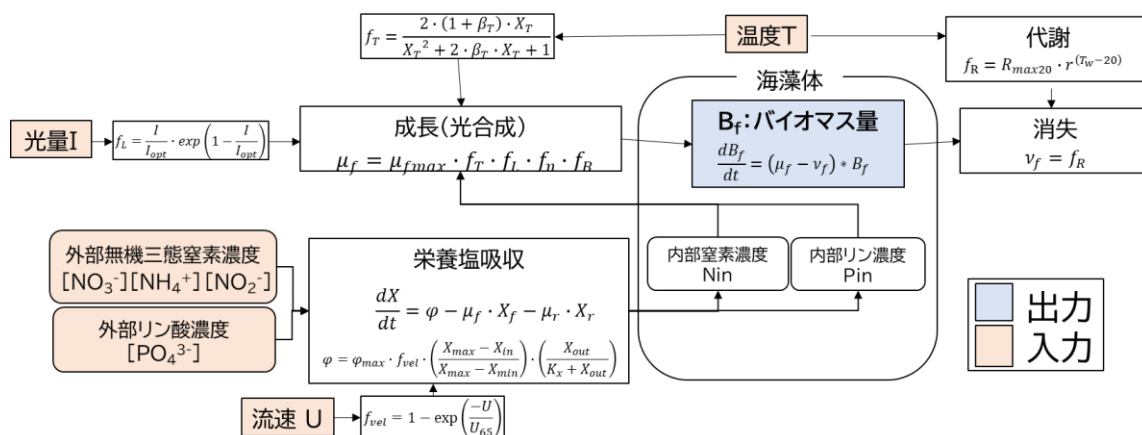 f_T = 2・(1 + β_T)・X_T / (X_T² + 2・β_T・X_T + 1)
温度T
代謝
f_R = R_max20・r^(T_w−20)
海藻体
光量I
f_L = I/I_opt・exp(1 − I/I_opt)
成長(光合成)
μ_f = μ_fmax・f_T・f_L・f_n・f_R
B_f：バイオマス量
dB_f/dt = (μ_f − ν_f) * B_f
消失
ν_f = f_R
外部無機三態窒素濃度
[NO₃⁻][NH₄⁺][NO₂⁻]
外部リン酸濃度
[PO₄³⁻]
栄養塩吸収
dX/dt = φ − μ_f・X_f − μ_r・X_r
φ = φ_max・f_vel・((X_max − X_in)/(X_max − X_min))・(X_out/(K_x + X_out))
内部窒素濃度
Nin
内部リン濃度
Pin
出力
入力
流速 U
f_vel = 1 − exp(−U/U_65)